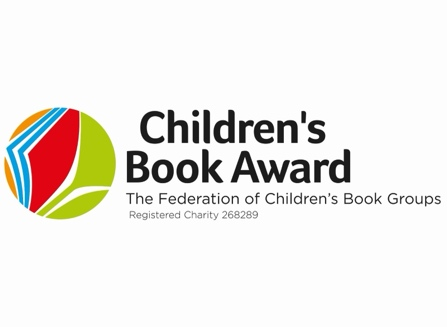 Children's
Book Award
The Federation of Children's Book Groups
Registered Charity 268289